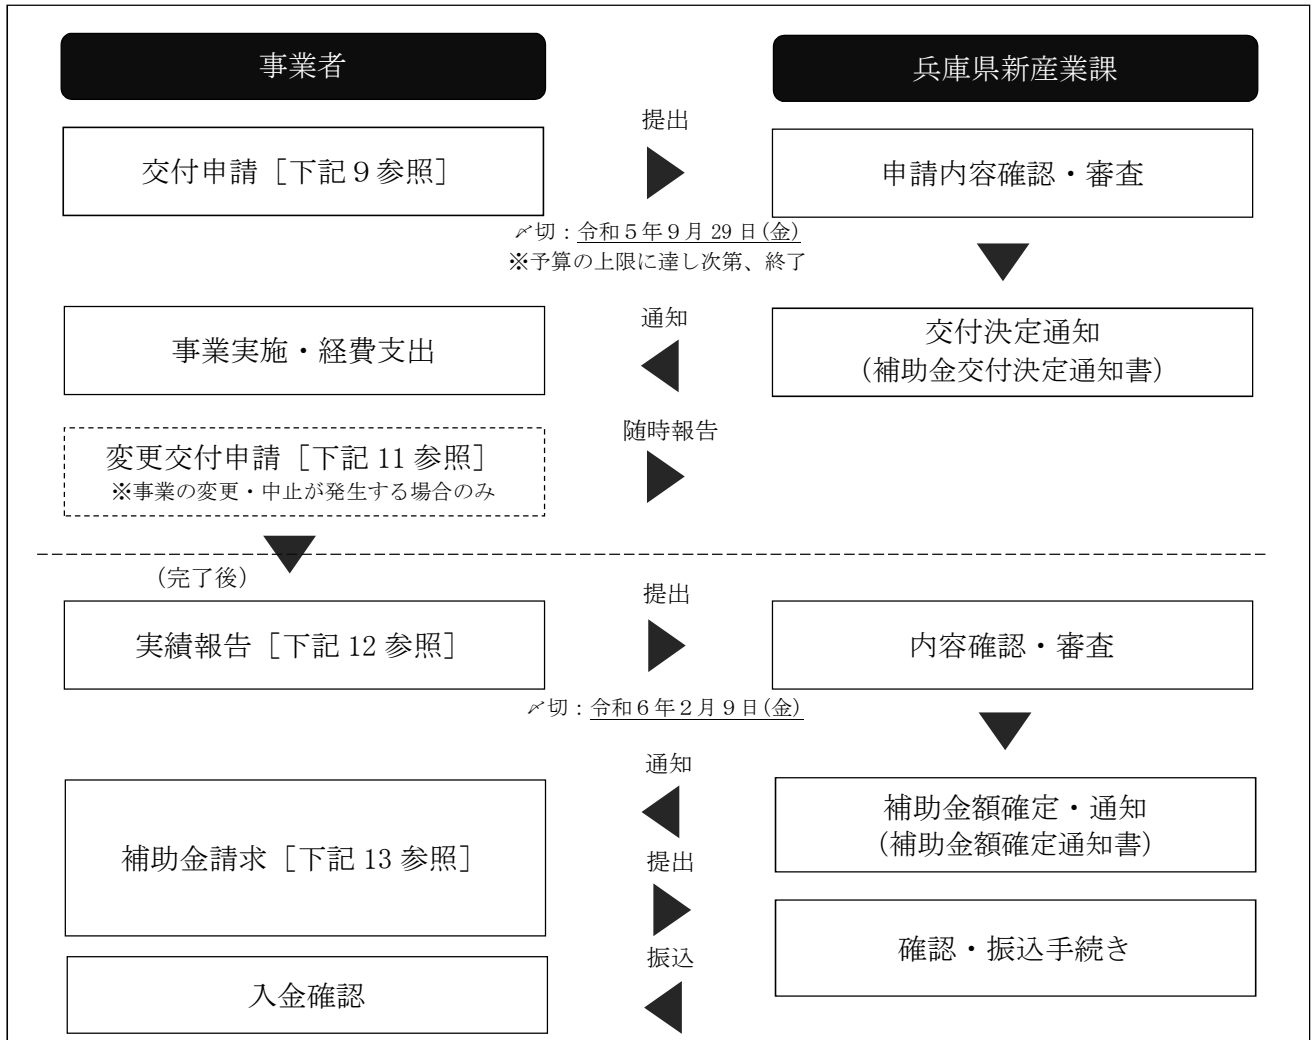 事業者
兵庫県新産業課
提出
交付申請［下記９参照］
申請内容確認・審査
〆切：令和５年９月 29 日(金)
※予算の上限に達し次第、終了
通知
事業実施・経費支出
交付決定通知
（補助金交付決定通知書）
随時報告
変更交付申請［下記 11 参照］
※事業の変更・中止が発生する場合のみ
（完了後）
提出
実績報告［下記 12 参照］
内容確認・審査
〆切：令和６年２月９日(金)
通知
補助金額確定・通知
（補助金額確定通知書）
補助金請求［下記 13 参照］
提出
確認・振込手続き
振込
入金確認